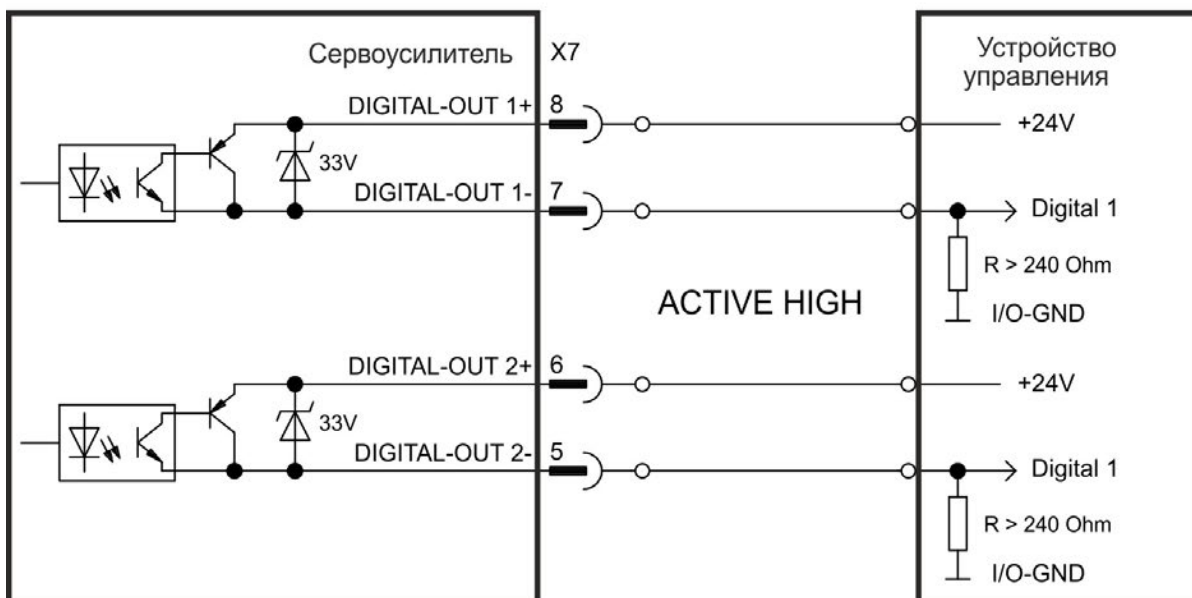 Сервоусилитель
X7
Устройство
управления
DIGITAL-OUT 1+
8
+24V
33V
DIGITAL-OUT 1-
7
Digital 1
R > 240 Ohm
ACTIVE HIGH
I/O-GND
DIGITAL-OUT 2+
6
+24V
33V
DIGITAL-OUT 2-
5
Digital 1
R > 240 Ohm
I/O-GND